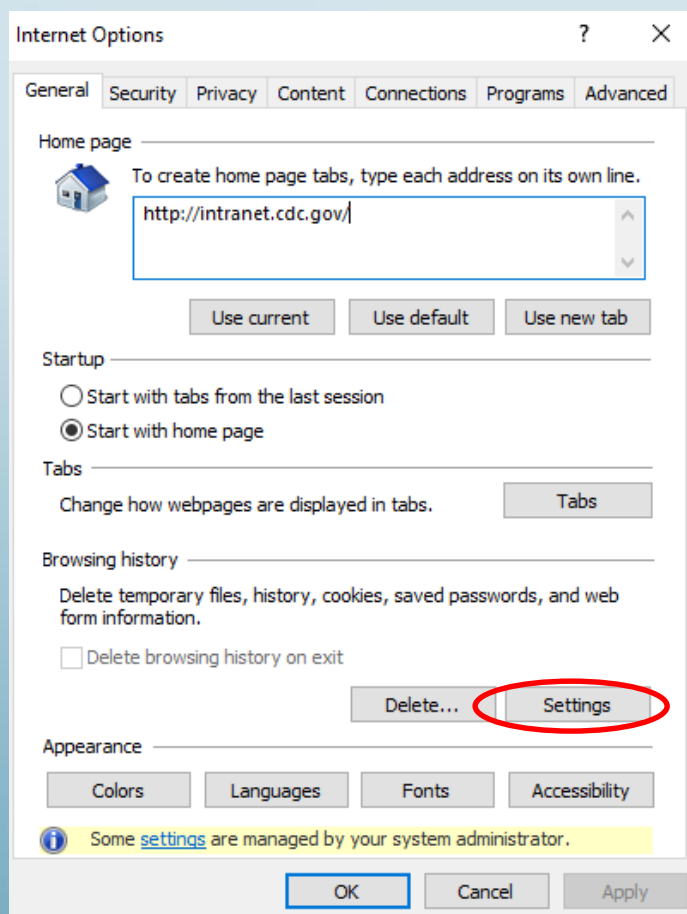 Internet Options ?
General Security Privacy Content Connections Programs Advanced
Home page
To create home page tabs, type each address on its own line.
http://intranet.cdc.gov/
Use current Use default Use new tab
Startup
Start with tabs from the last session
Start with home page
Tabs
Change how webpages are displayed in tabs. Tabs
Browsing history
Delete temporary files, history, cookies, saved passwords, and web
form information.
Delete browsing history on exit
Delete... Settings
Appearance
Colors Languages Fonts Accessibility
Some settings are managed by your system administrator.
OK Cancel Apply